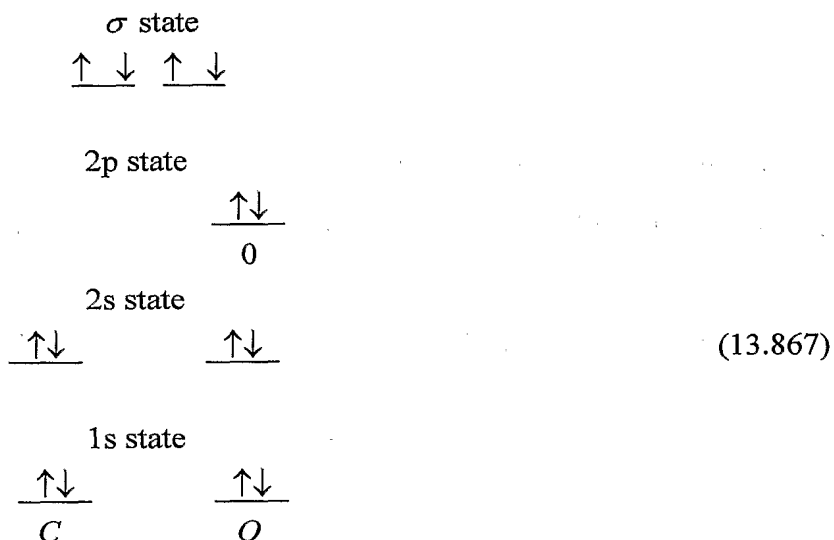 σ state
↑ ↓ ↑ ↓
2p state
↑↓
0
2s state
↑↓ ↑↓ (13.867)
1s state
↑↓ ↑↓
C O